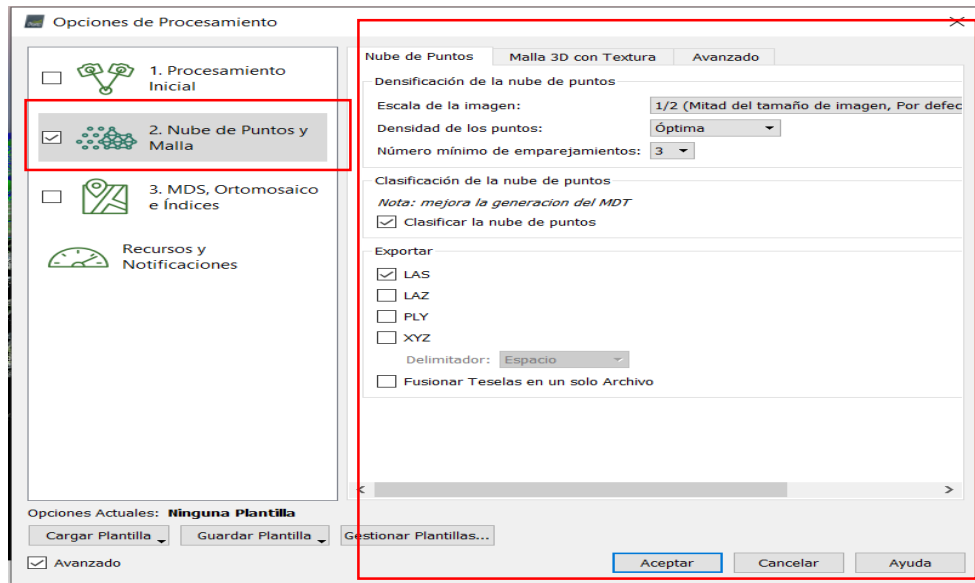 Opciones de Procesamiento
1. Procesamiento
Inicial
2. Nube de Puntos y
Malla
3. MDS, Ortomosaico
e Índices
Recursos y
Notificaciones
Nube de Puntos Malla 3D con Textura Avanzado
Densificación de la nube de puntos
Escala de la imagen: 1/2 (Mitad del tamaño de imagen, Por defec
Densidad de los puntos: Óptima
Número mínimo de emparejamientos: 3
Clasificación de la nube de puntos
Nota: mejora la generacion del MDT
Clasificar la nube de puntos
Exportar
LAS
LAZ
PLY
XYZ
Delimitador: Espacio
Fusionar Teselas en un solo Archivo
Opciones Actuales: Ninguna Plantilla
Cargar Plantilla Guardar Plantilla Gestionar Plantillas...
Avanzado Aceptar Cancelar Ayuda